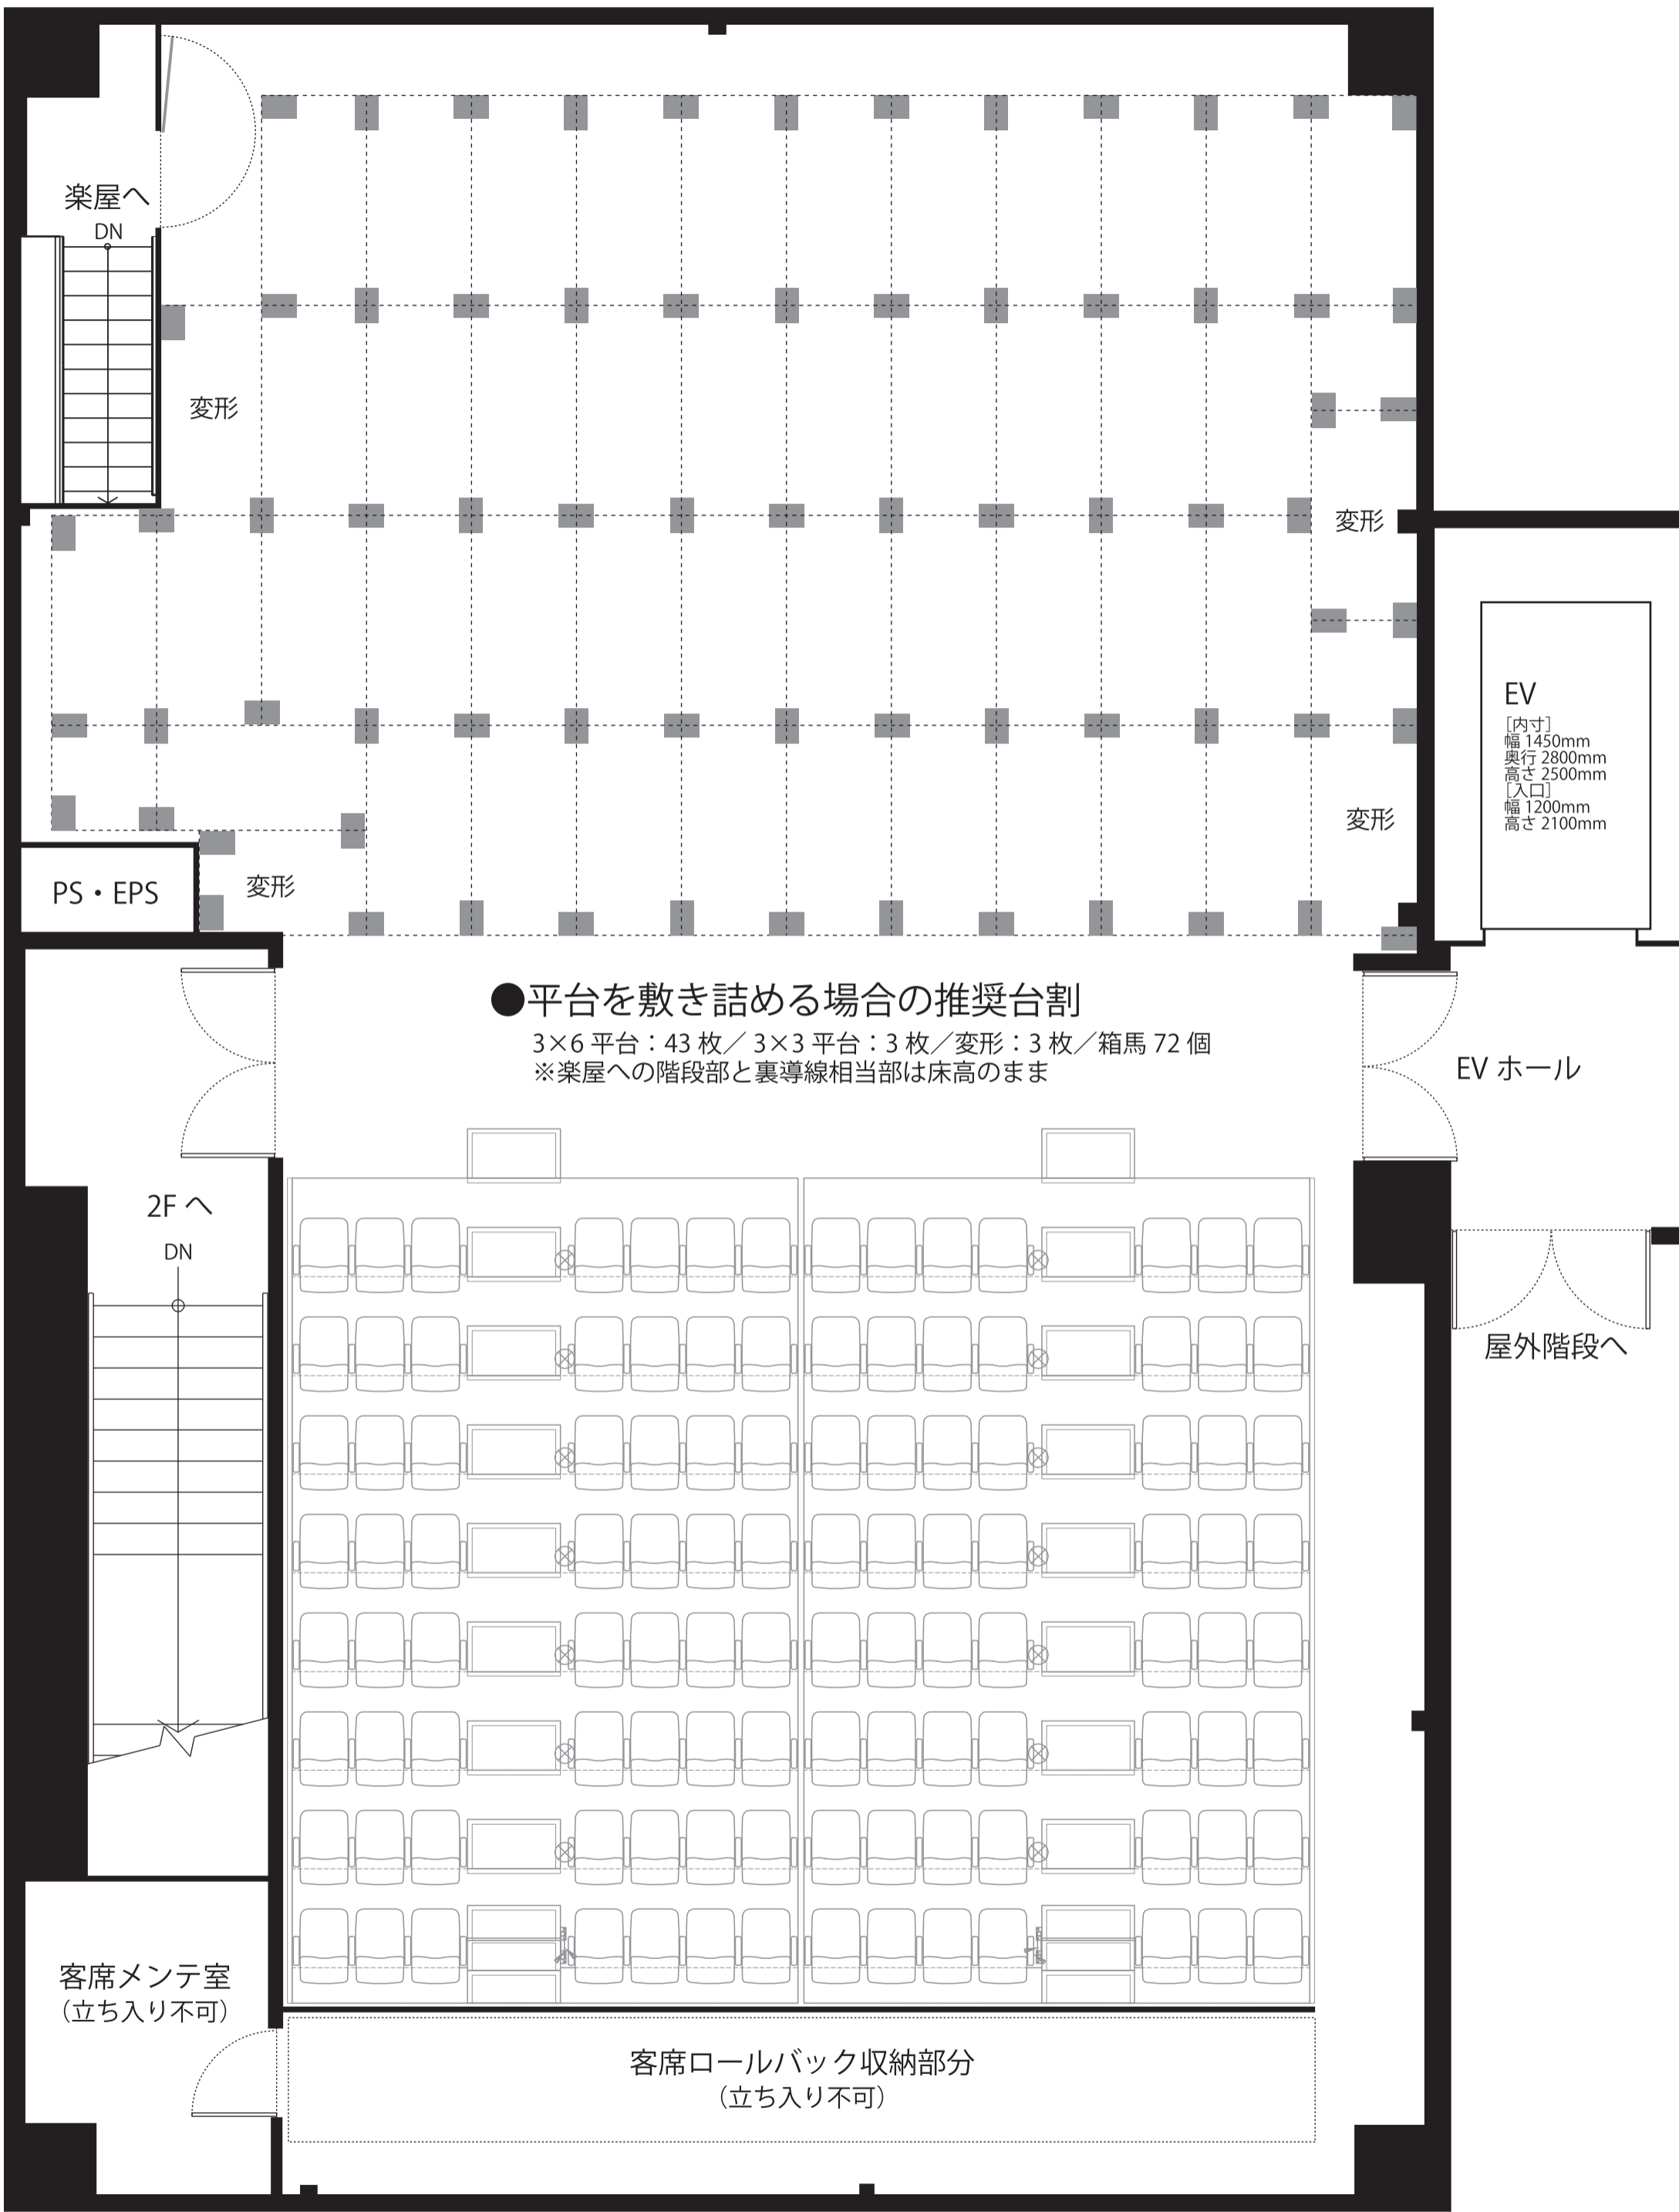 楽屋へ
DN
変形
変形
EV
［内寸］
幅 1450mm
奥行 2800mm
高さ 2500mm
［入口］
幅 1200mm
高さ 2100mm
変形
PS・EPS
変形
●平台を敷き詰める場合の推奨台割
3×6 平台：43 枚／ 3×3 平台：3 枚／変形：3 枚／箱馬 72 個
※楽屋への階段部と裏導線相当部は床高のまま
EV ホール
2F へ
DN
屋外階段へ
客席メンテ室
（立ち入り不可）
客席ロールバック収納部分
（立ち入り不可）